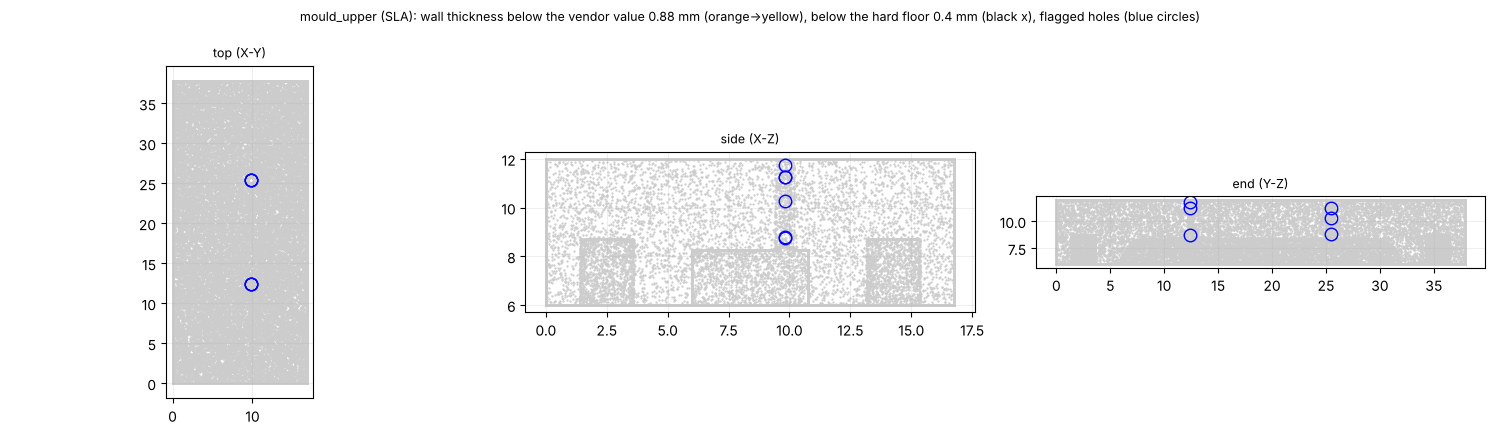 mould_upper (SLA): wall thickness below the vendor value 0.88 mm (orange→yellow), below the hard floor 0.4 mm (black x), flagged holes (blue circles)
top (X-Y)
35
30
25
20
15
10
5
0
0 10
side (X-Z)
12
10
8
6
0.0 2.5 5.0 7.5 10.0 12.5 15.0 17.5
end (Y-Z)
10.0
7.5
0 5 10 15 20 25 30 35